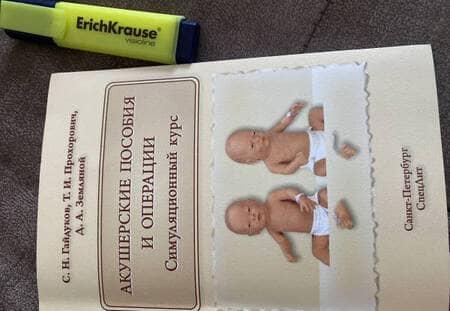 ErichKrause®
visioline
С. Н. Гайдуков, Т. И. Прохорович,
Д. А. Земляной
АКУШЕРСКИЕ ПОСОБИЯ
И ОПЕРАЦИИ
Симуляционный курс
Санкт-Петербург
СпецЛит